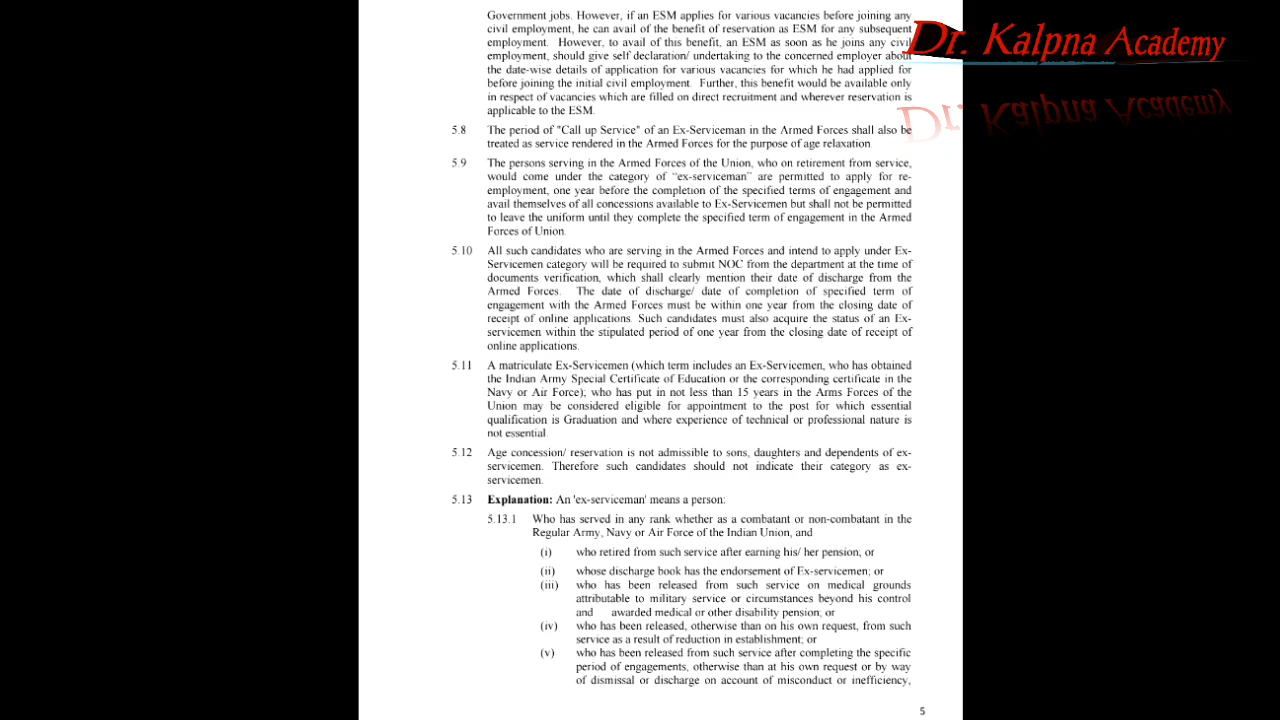 Government jobs. However, if an ESM applies for various vacancies before joining any
civil employment, he can avail of the benefit of reservation as ESM for any subsequent
employment. However, to avail of this benefit, an ESM as soon as he joins any civil
employment, should give self declaration/ undertaking to the concerned employer about
the date-wise details of application for various vacancies for which he had applied for
before joining the initial civil employment. Further, this benefit would be available only
in respect of vacancies which are filled on direct recruitment and wherever reservation is
applicable to the ESM.
Dr. Kalpna Academy
5.8 The period of "Call up Service" of an Ex-Serviceman in the Armed Forces shall also be
treated as service rendered in the Armed Forces for the purpose of age relaxation.
5.9 The persons serving in the Armed Forces of the Union, who on retirement from service,
would come under the category of “ex-serviceman” are permitted to apply for re-
employment, one year before the completion of the specified terms of engagement and
avail themselves of all concessions available to Ex-Servicemen but shall not be permitted
to leave the uniform until they complete the specified term of engagement in the Armed
Forces of Union.
5.10 All such candidates who are serving in the Armed Forces and intend to apply under Ex-
Servicemen category will be required to submit NOC from the department at the time of
documents verification, which shall clearly mention their date of discharge from the
Armed Forces. The date of discharge/ date of completion of specified term of
engagement with the Armed Forces must be within one year from the closing date of
receipt of online applications. Such candidates must also acquire the status of an Ex-
servicemen within the stipulated period of one year from the closing date of receipt of
online applications.
5.11 A matriculate Ex-Servicemen (which term includes an Ex-Servicemen, who has obtained
the Indian Army Special Certificate of Education or the corresponding certificate in the
Navy or Air Force); who has put in not less than 15 years in the Arms Forces of the
Union may be considered eligible for appointment to the post for which essential
qualification is Graduation and where experience of technical or professional nature is
not essential.
5.12 Age concession/ reservation is not admissible to sons, daughters and dependents of ex-
servicemen. Therefore such candidates should not indicate their category as ex-
servicemen.
5.13 Explanation: An 'ex-serviceman' means a person:
5.13.1 Who has served in any rank whether as a combatant or non-combatant in the
Regular Army, Navy or Air Force of the Indian Union, and
(i) who retired from such service after earning his/ her pension; or
(ii) whose discharge book has the endorsement of Ex-servicemen; or
(iii) who has been released from such service on medical grounds
attributable to military service or circumstances beyond his control
and awarded medical or other disability pension; or
(iv) who has been released, otherwise than on his own request, from such
service as a result of reduction in establishment; or
(v) who has been released from such service after completing the specific
period of engagements, otherwise than at his own request or by way
of dismissal or discharge on account of misconduct or inefficiency,
5